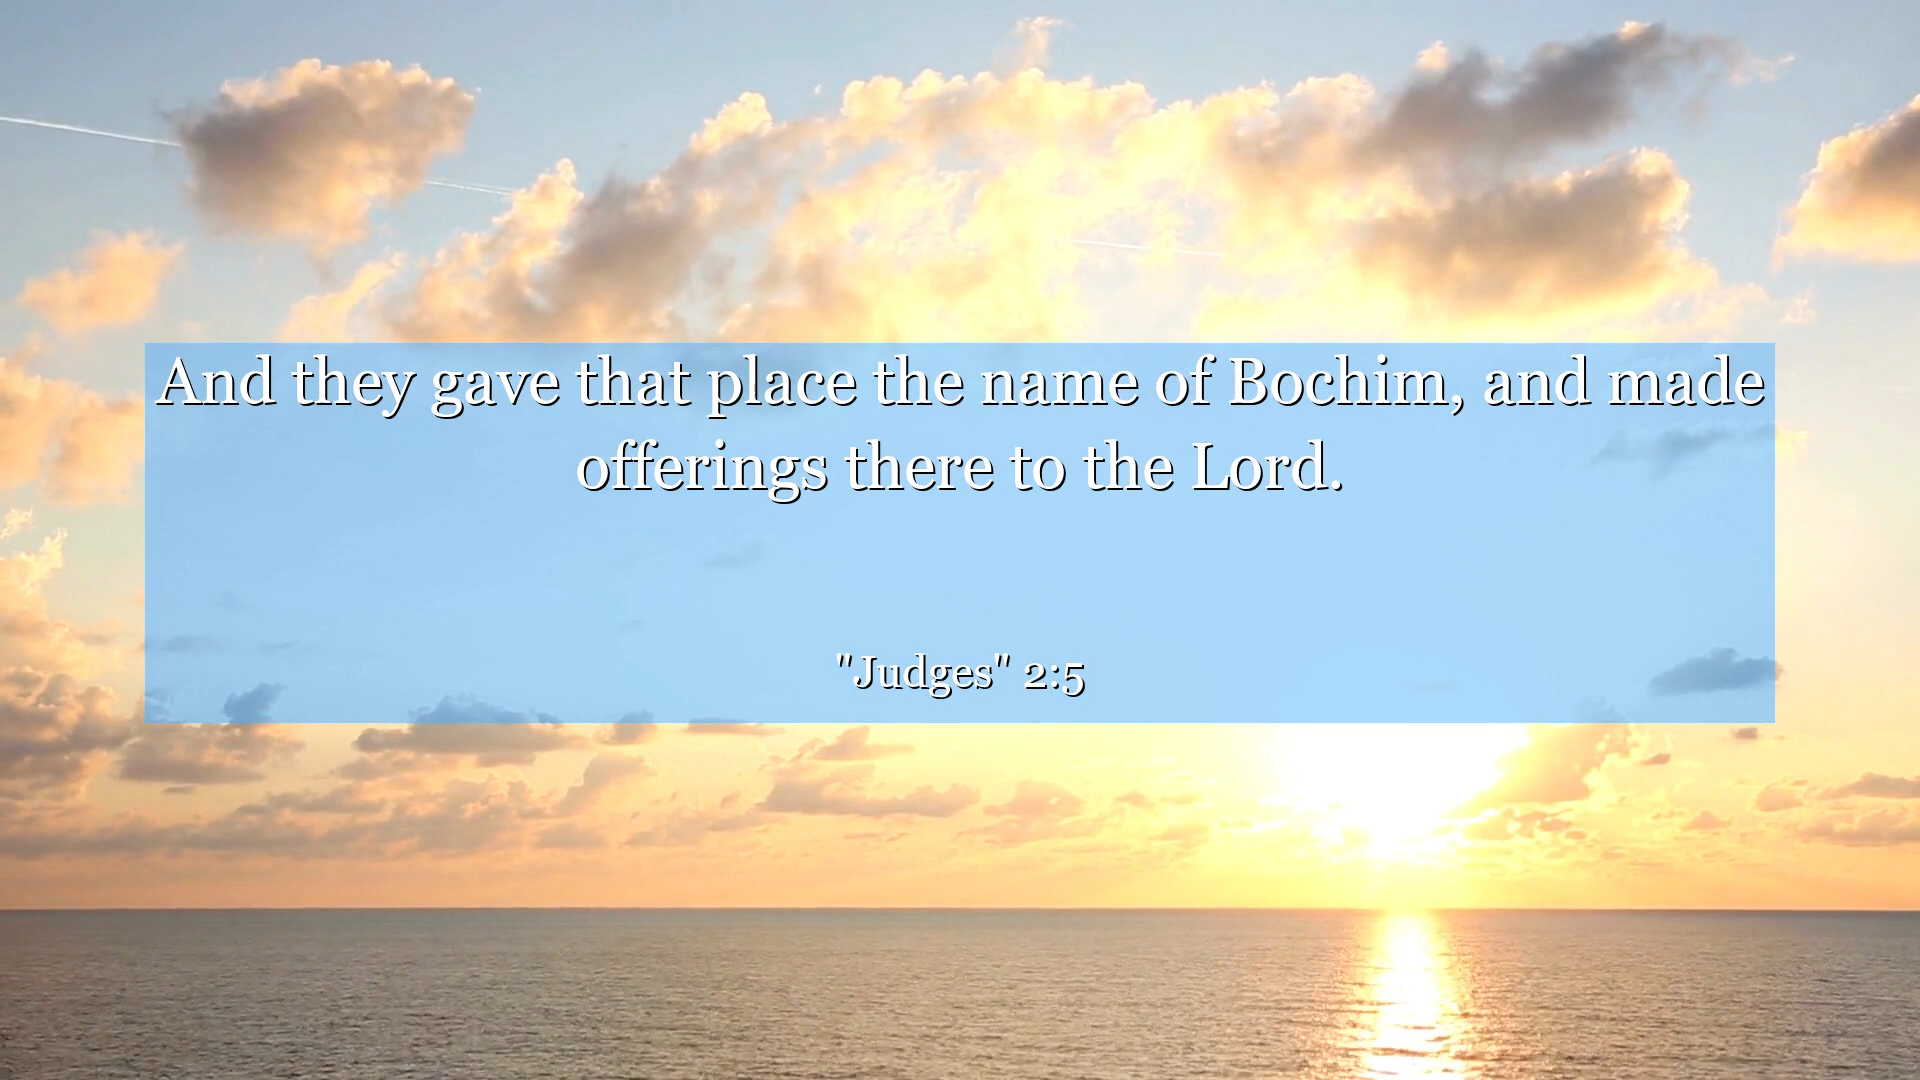 And they gave that place the name of Bochim, and made
offerings there to the Lord.
"Judges" 2:5